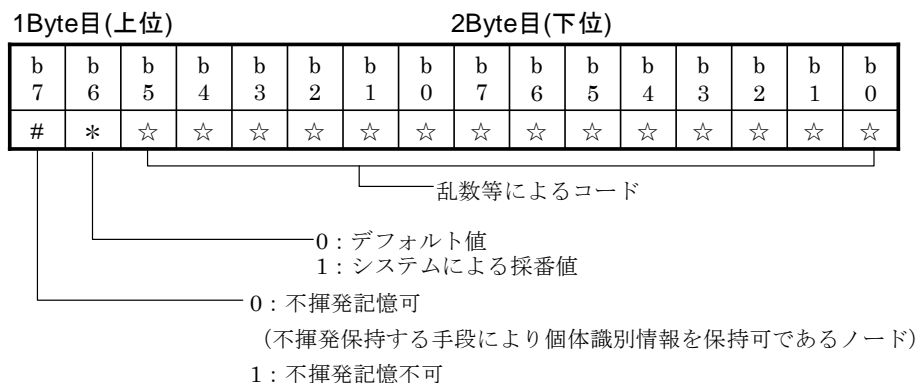 1Byte目(上位) 2Byte目(下位)
b b b b b b b b b b b b b b b b
7 6 5 4 3 2 1 0 7 6 5 4 3 2 1 0
# * ☆ ☆ ☆ ☆ ☆ ☆ ☆ ☆ ☆ ☆ ☆ ☆ ☆ ☆
乱数等によるコード
0：デフォルト値
1：システムによる採番値
0：不揮発記憶可
（不揮発保持する手段により個体識別情報を保持可であるノード）
1：不揮発記憶不可